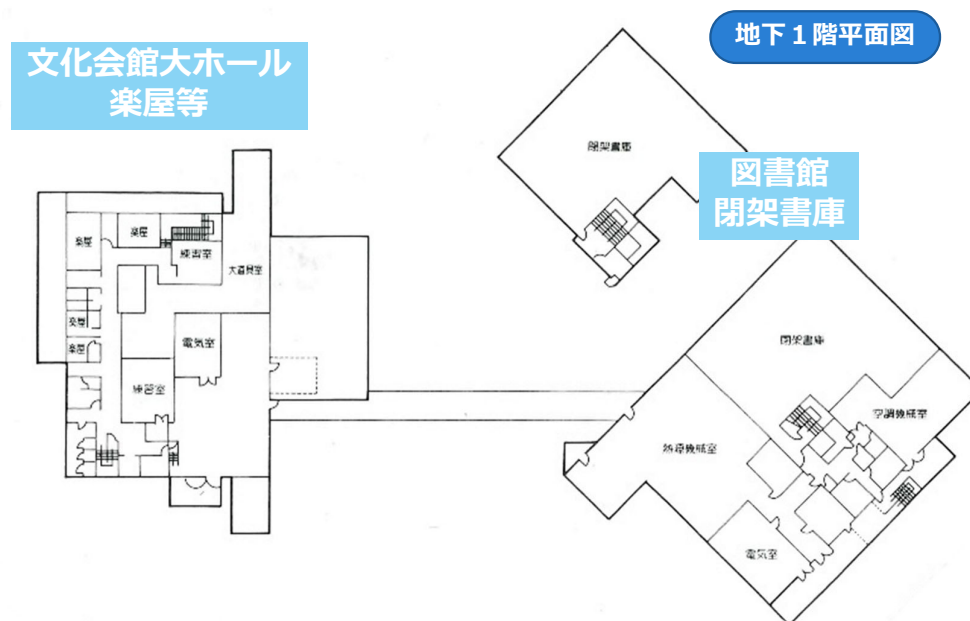 地下１階平面図
文化会館大ホール
楽屋等
図書館
閉架書庫
閉架書庫
楽屋
楽屋
練習室
大道具室
楽屋
電気室
楽屋
練習室
閉架書庫
空調機械室
熱源機械室
電気室